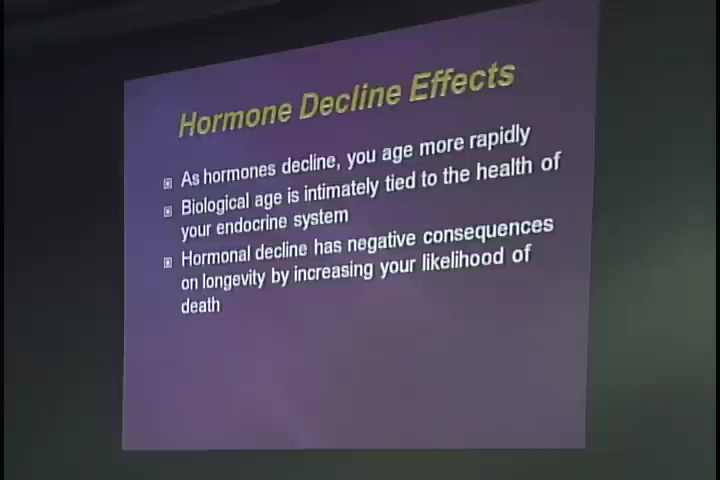 Hormone Decline Effects
As hormones decline, you age more rapidly
Biological age is intimately tied to the health of
your endocrine system
Hormonal decline has negative consequences
on longevity by increasing your likelihood of
death